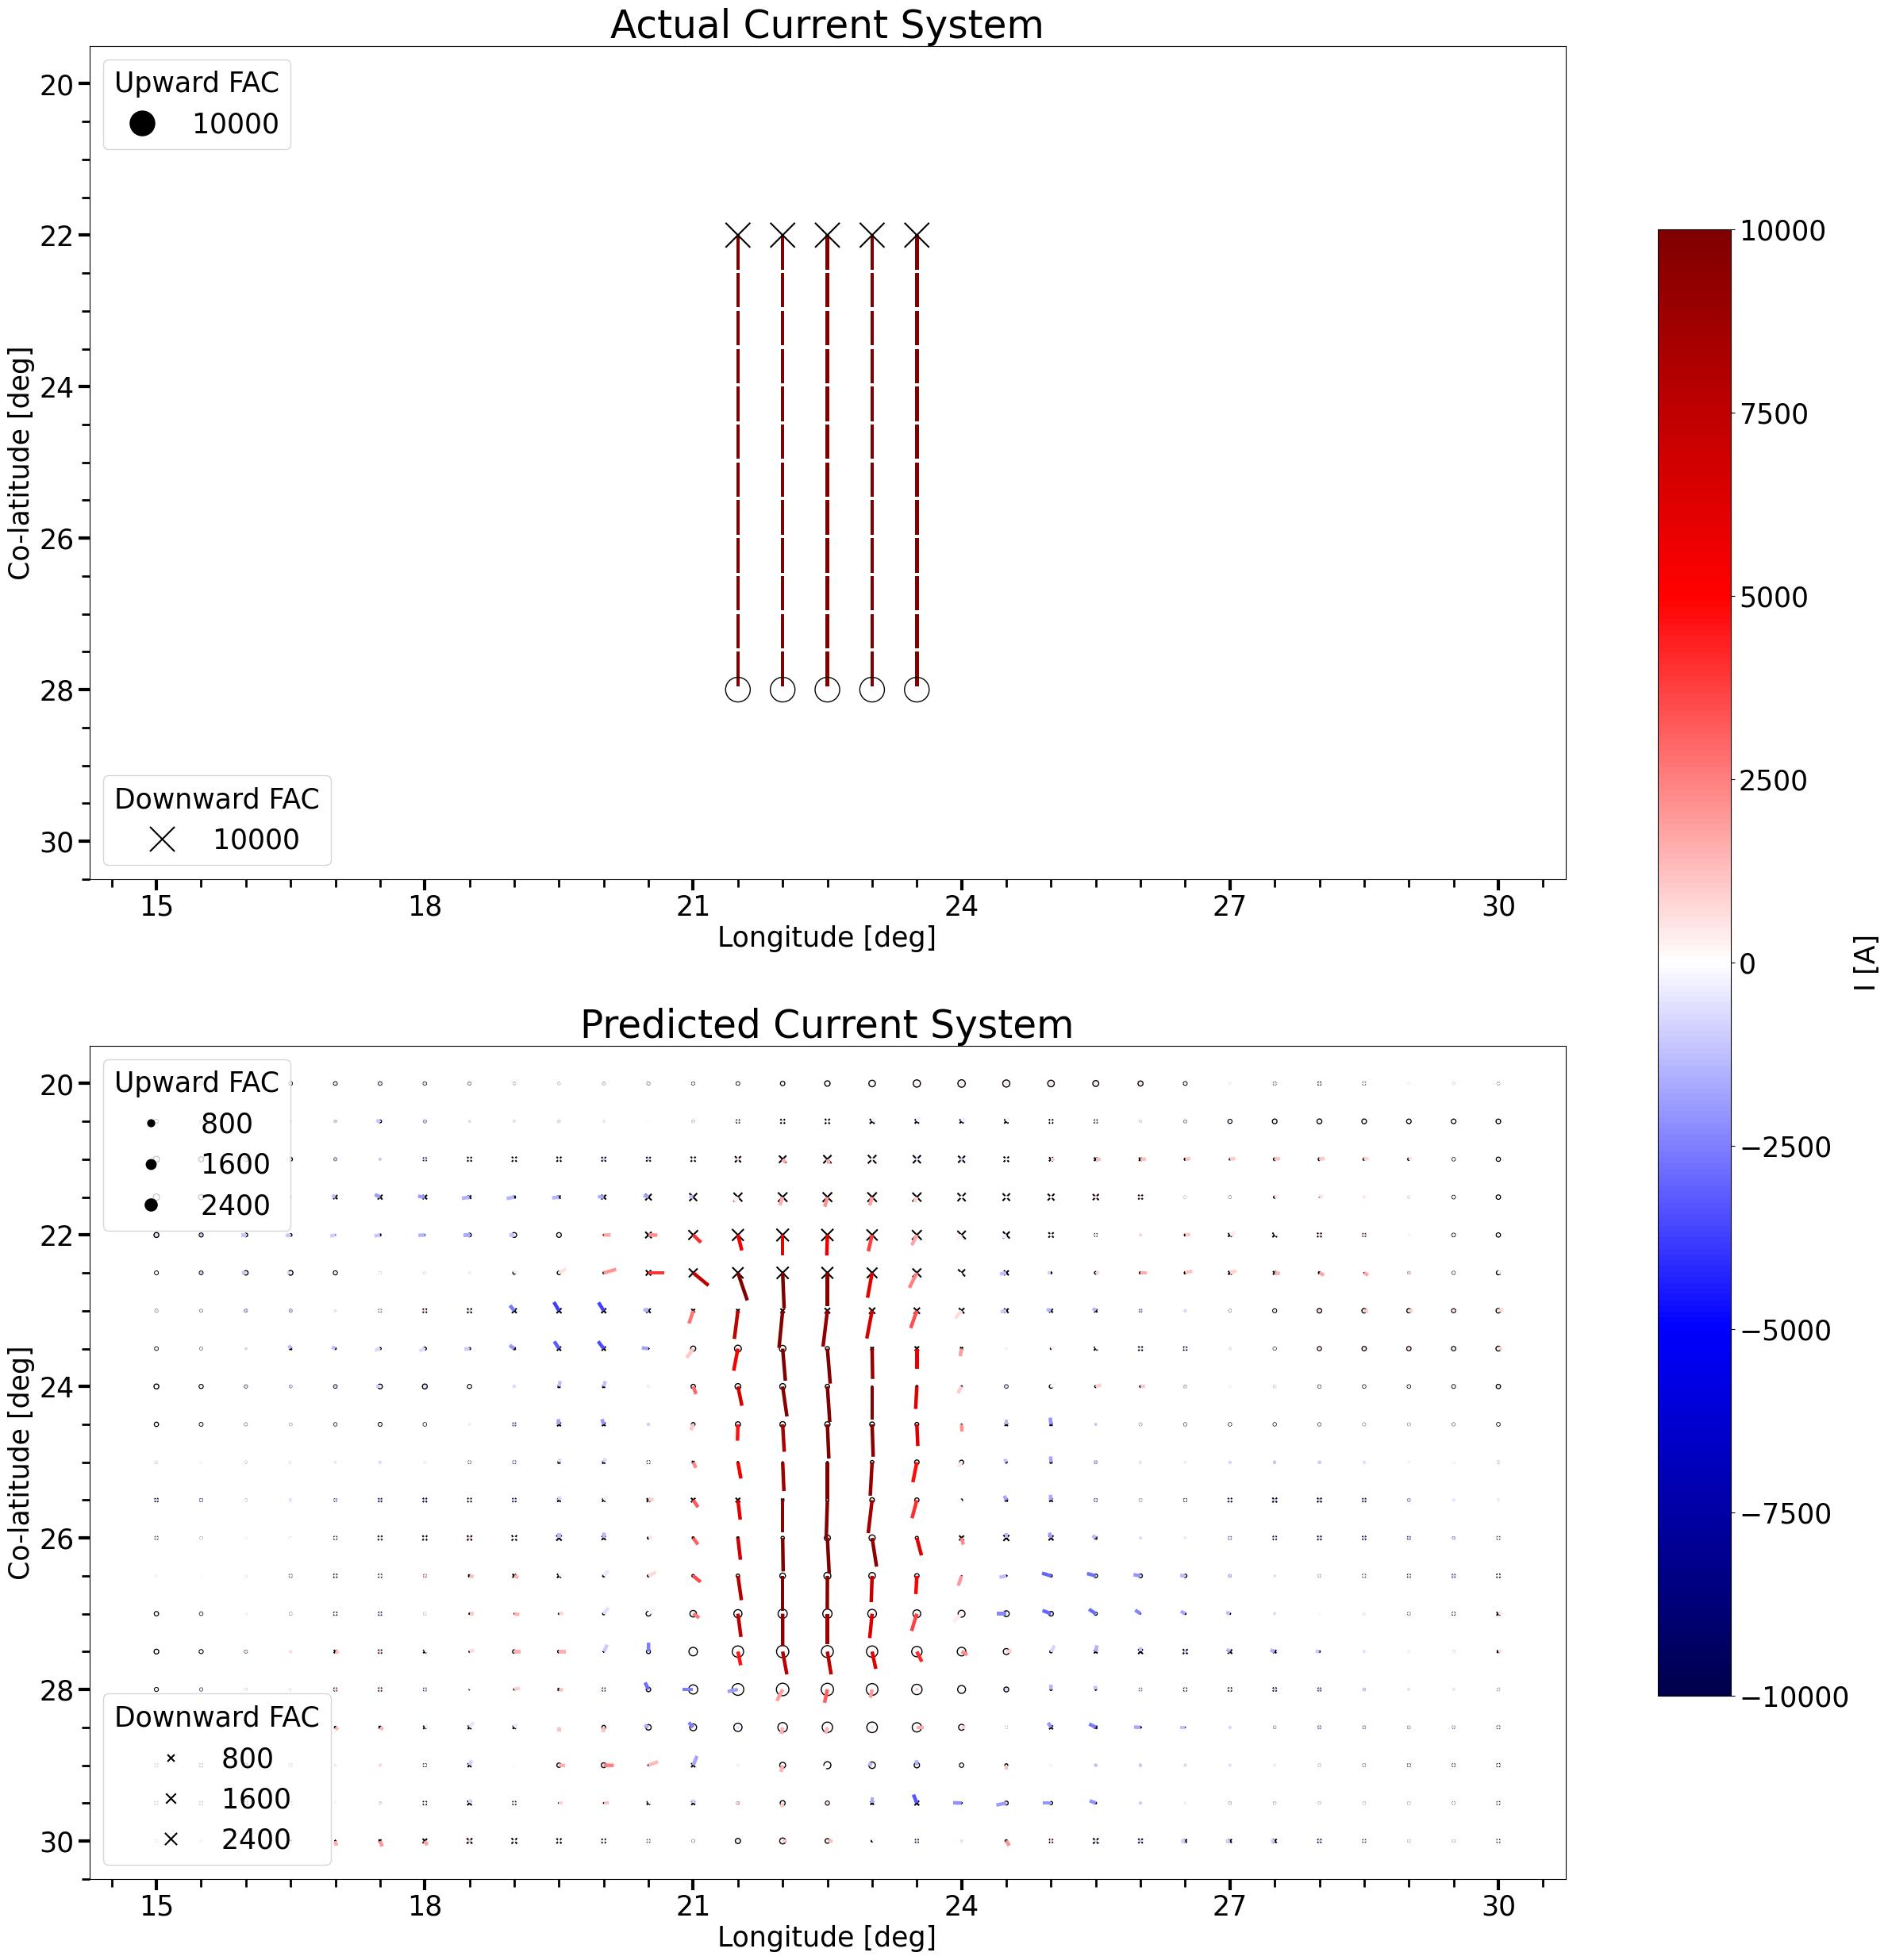 Actual Current System
Upward FAC
10000
Downward FAC
10000
20
22
24
26
28
30
Co-latitude [deg]
15 18 21 24 27 30
Longitude [deg]
Predicted Current System
Upward FAC
800
1600
2400
Downward FAC
800
1600
2400
20
22
24
26
28
30
Co-latitude [deg]
15 18 21 24 27 30
Longitude [deg]
10000
7500
5000
2500
0
−2500
−5000
−7500
−10000
I [A]